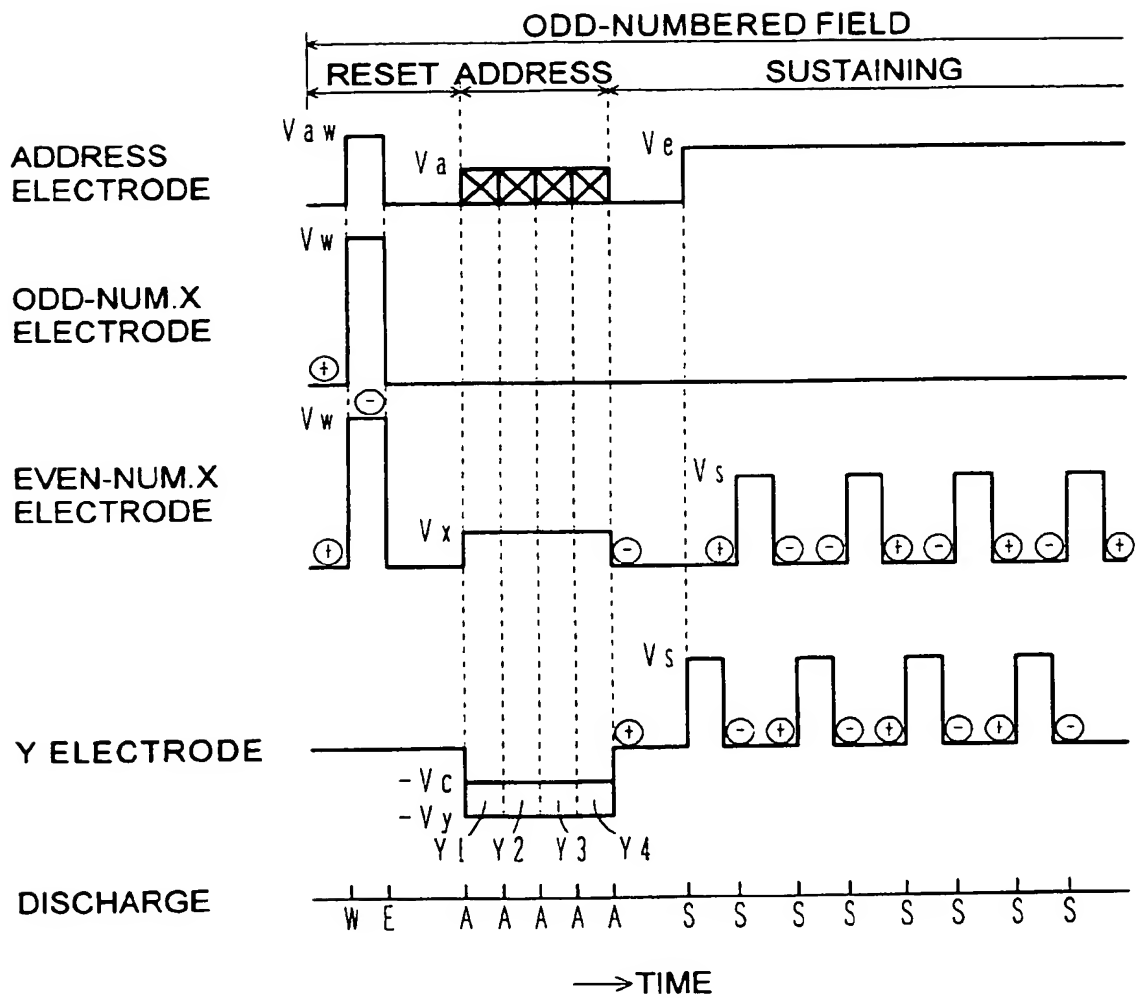 ODD-NUMBERED FIELD
RESET ADDRESS SUSTAINING
Vaw
Va
Ve
ADDRESS
ELECTRODE
Vw
ODD-NUM.X
ELECTRODE
+
-
Vw
EVEN-NUM.X
ELECTRODE
Vs
Vx
+ - + - - + - + - +
Vs
Y ELECTRODE
+ - + - + - + -
-Vc
-Vy
Y1 Y2 Y3 Y4
DISCHARGE
W E A A A A A S S S S S S S S
→TIME